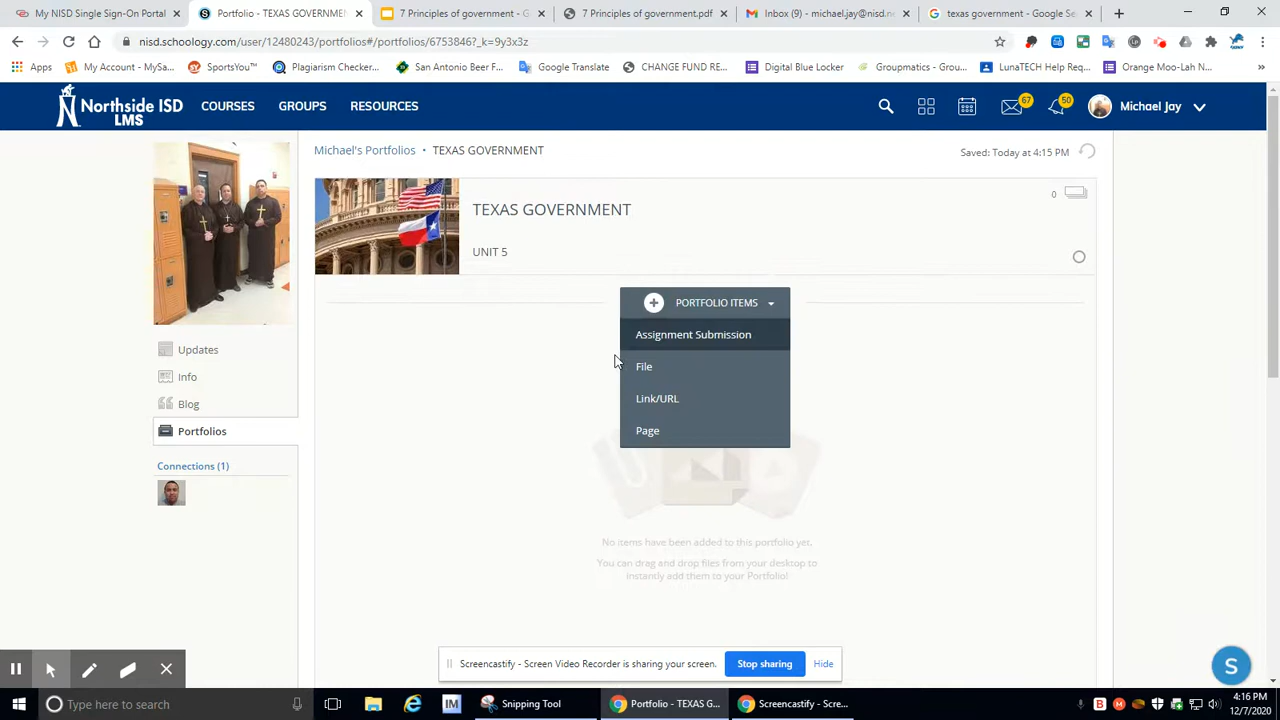 My NISD Single Sign-On Portal
Portfolio - TEXAS GOVERNMEN
7 Principles of government - G
7 Principles of government.pdf
Inbox (9) - michael.jay@nisd.ne
texas government - Google Se
nisd.schoology.com/user/12480243/portfolios#/portfolios/6753846?_k=9y3x3z
Apps
My Account - MySa...
SportsYou™
Plagiarism Checker...
San Antonio Beer F...
Google Translate
CHANGE FUND RE...
Digital Blue Locker
Groupmatics - Grou...
LunaTECH Help Req...
Orange Moo-Lah N...
»
Northside ISD
LMS
COURSES
GROUPS
RESOURCES
67
50
Michael Jay
Michael's Portfolios • TEXAS GOVERNMENT
Saved: Today at 4:15 PM
TEXAS GOVERNMENT
0
UNIT 5
PORTFOLIO ITEMS
Assignment Submission
File
Link/URL
Page
Updates
Info
Blog
Portfolios
Connections (1)
No items have been added to this portfolio yet.
You can drag and drop files from your desktop to
instantly add them to your Portfolio!
Screencastify - Screen Video Recorder is sharing your screen.
Stop sharing
Hide
S
Type here to search
IM
Snipping Tool
Portfolio - TEXAS G...
Screencastify - Scre...
4:16 PM
12/7/2020